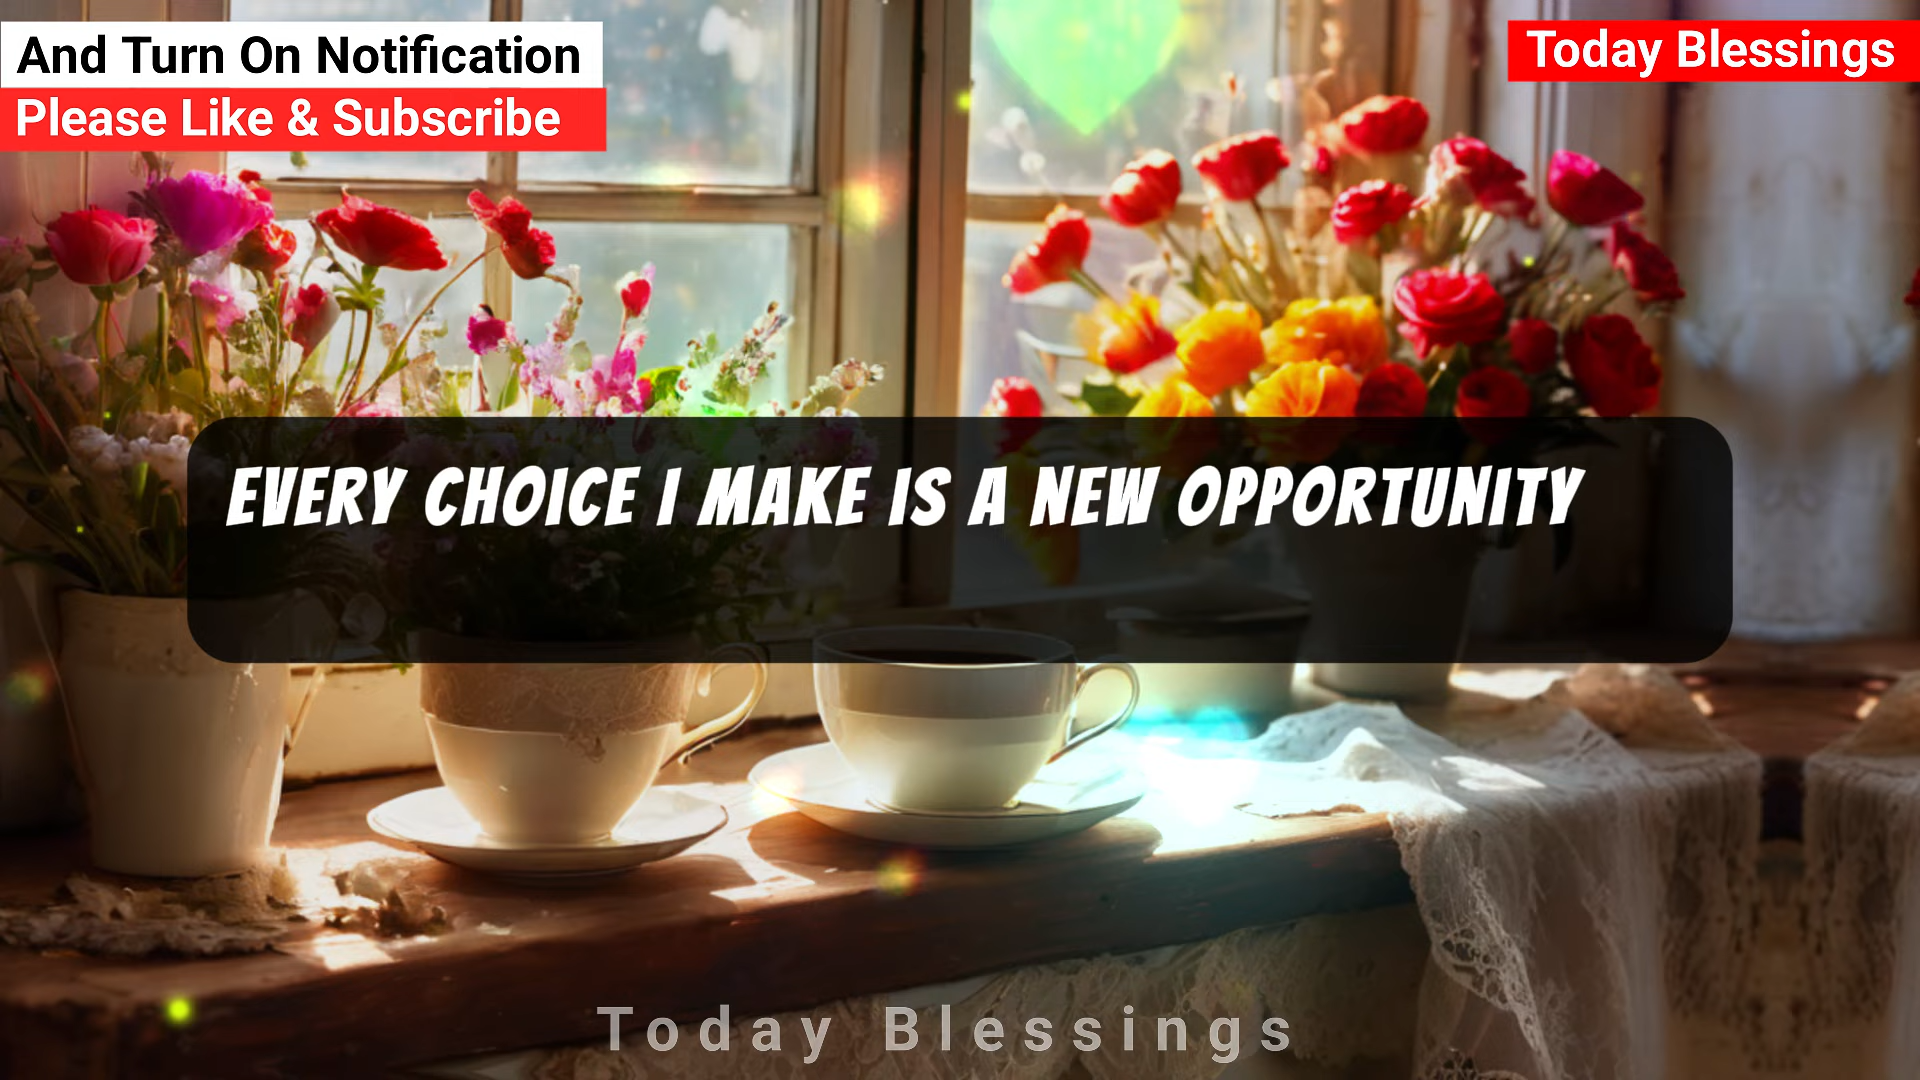 And Turn On Notification
Please Like & Subscribe
Today Blessings
EVERY CHOICE I MAKE IS A NEW OPPORTUNITY
Today Blessings